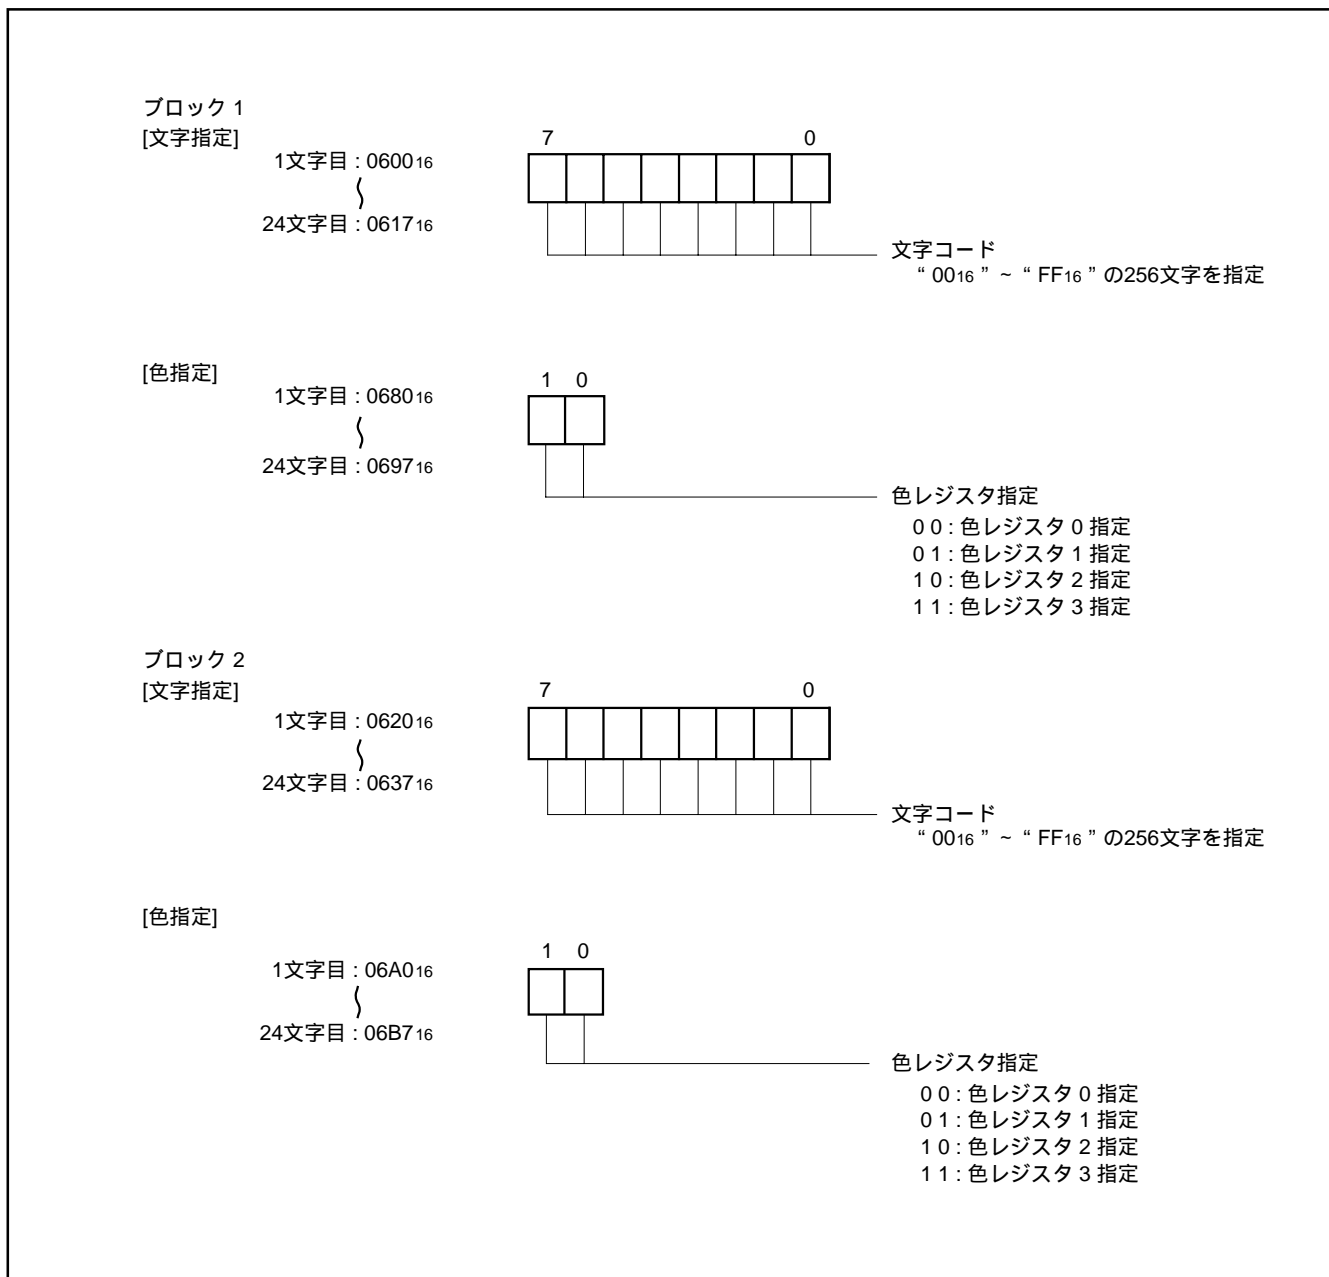 ブロック 1
[文字指定]
7 0
1文字目 : 060016
24文字目 : 061716
文字コード
“ 0016 ” ~ “ FF16 ” の256文字を指定
[色指定]
1 0
1文字目 : 068016
24文字目 : 069716
色レジスタ指定
0 0 : 色レジスタ 0 指定
0 1 : 色レジスタ 1 指定
1 0 : 色レジスタ 2 指定
1 1 : 色レジスタ 3 指定
ブロック 2
[文字指定]
7 0
1文字目 : 062016
24文字目 : 063716
文字コード
“ 0016 ” ~ “ FF16 ” の256文字を指定
[色指定]
1 0
1文字目 : 06A016
24文字目 : 06B716
色レジスタ指定
0 0 : 色レジスタ 0 指定
0 1 : 色レジスタ 1 指定
1 0 : 色レジスタ 2 指定
1 1 : 色レジスタ 3 指定